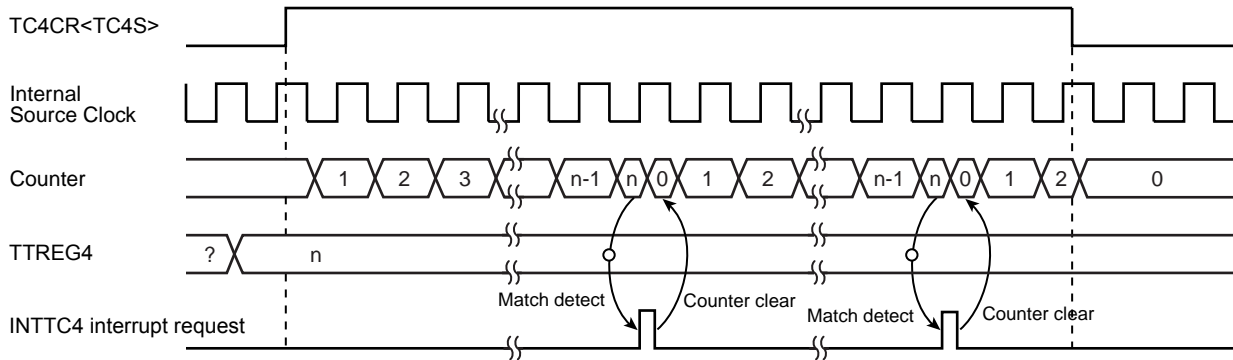 TC4CR<TC4S>
Internal
Source Clock
Counter 1 2 3 n-1 n 0 1 2 n-1 n 0 1 2 0
TTREG4 ? n
Match detect Counter clear Match detect Counter clear
INTTC4 interrupt request